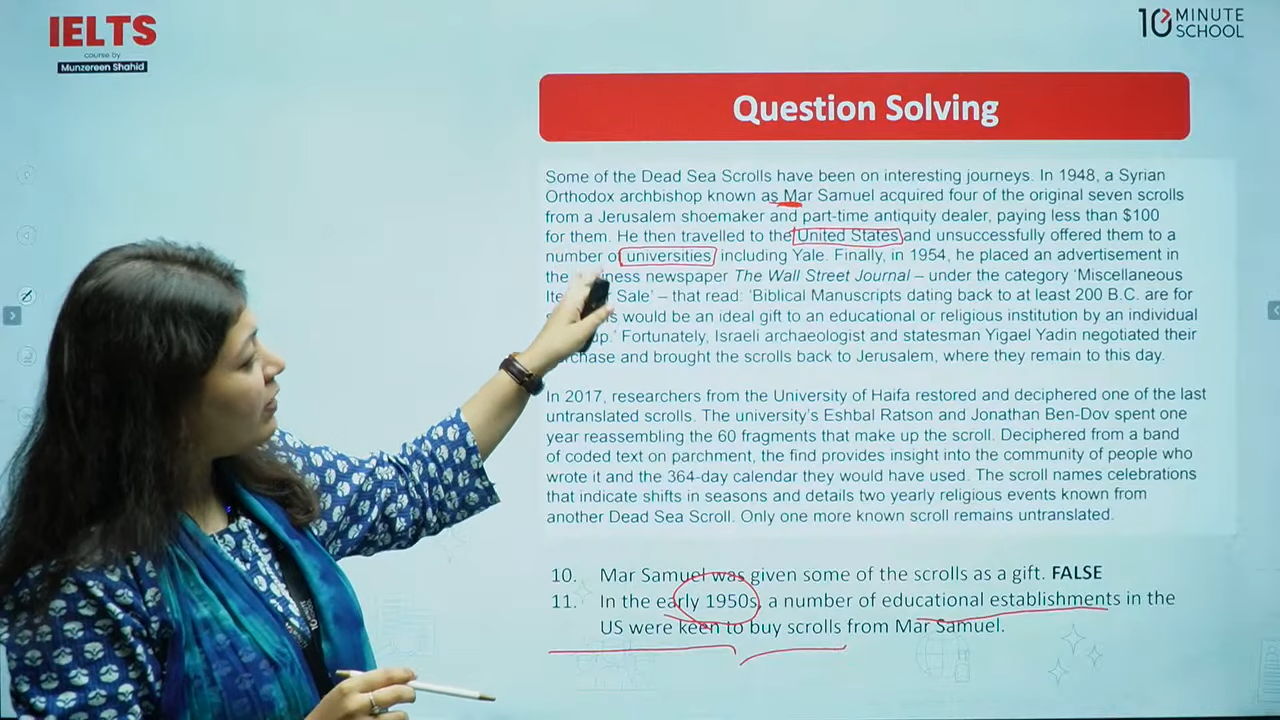 IELTS
course by
Munzereen Shahid
10 MINUTE
SCHOOL
Question Solving
Some of the Dead Sea Scrolls have been on interesting journeys. In 1948, a Syrian
Orthodox archbishop known as Mar Samuel acquired four of the original seven scrolls
from a Jerusalem shoemaker and part-time antiquity dealer, paying less than $100
for them. He then travelled to the United States and unsuccessfully offered them to a
number of universities including Yale. Finally, in 1954, he placed an advertisement in
the newspaper The Wall Street Journal – under the category ‘Miscellaneous
Sale’ – that read: ‘Biblical Manuscripts dating back to at least 200 B.C. are for
would be an ideal gift to an educational or religious institution by an individual
Fortunately, Israeli archaeologist and statesman Yigael Yadin negotiated their
and brought the scrolls back to Jerusalem, where they remain to this day.
In 2017, researchers from the University of Haifa restored and deciphered one of the last
untranslated scrolls. The university’s Eshbal Ratson and Jonathan Ben-Dov spent one
year reassembling the 60 fragments that make up the scroll. Deciphered from a band
of coded text on parchment, the find provides insight into the community of people who
wrote it and the 364-day calendar they would have used. The scroll names celebrations
that indicate shifts in seasons and details two yearly religious events known from
another Dead Sea Scroll. Only one more known scroll remains untranslated.
10. Mar Samuel was given some of the scrolls as a gift. FALSE
11. In the early 1950s, a number of educational establishments in the
US were keen to buy scrolls from Mar Samuel.